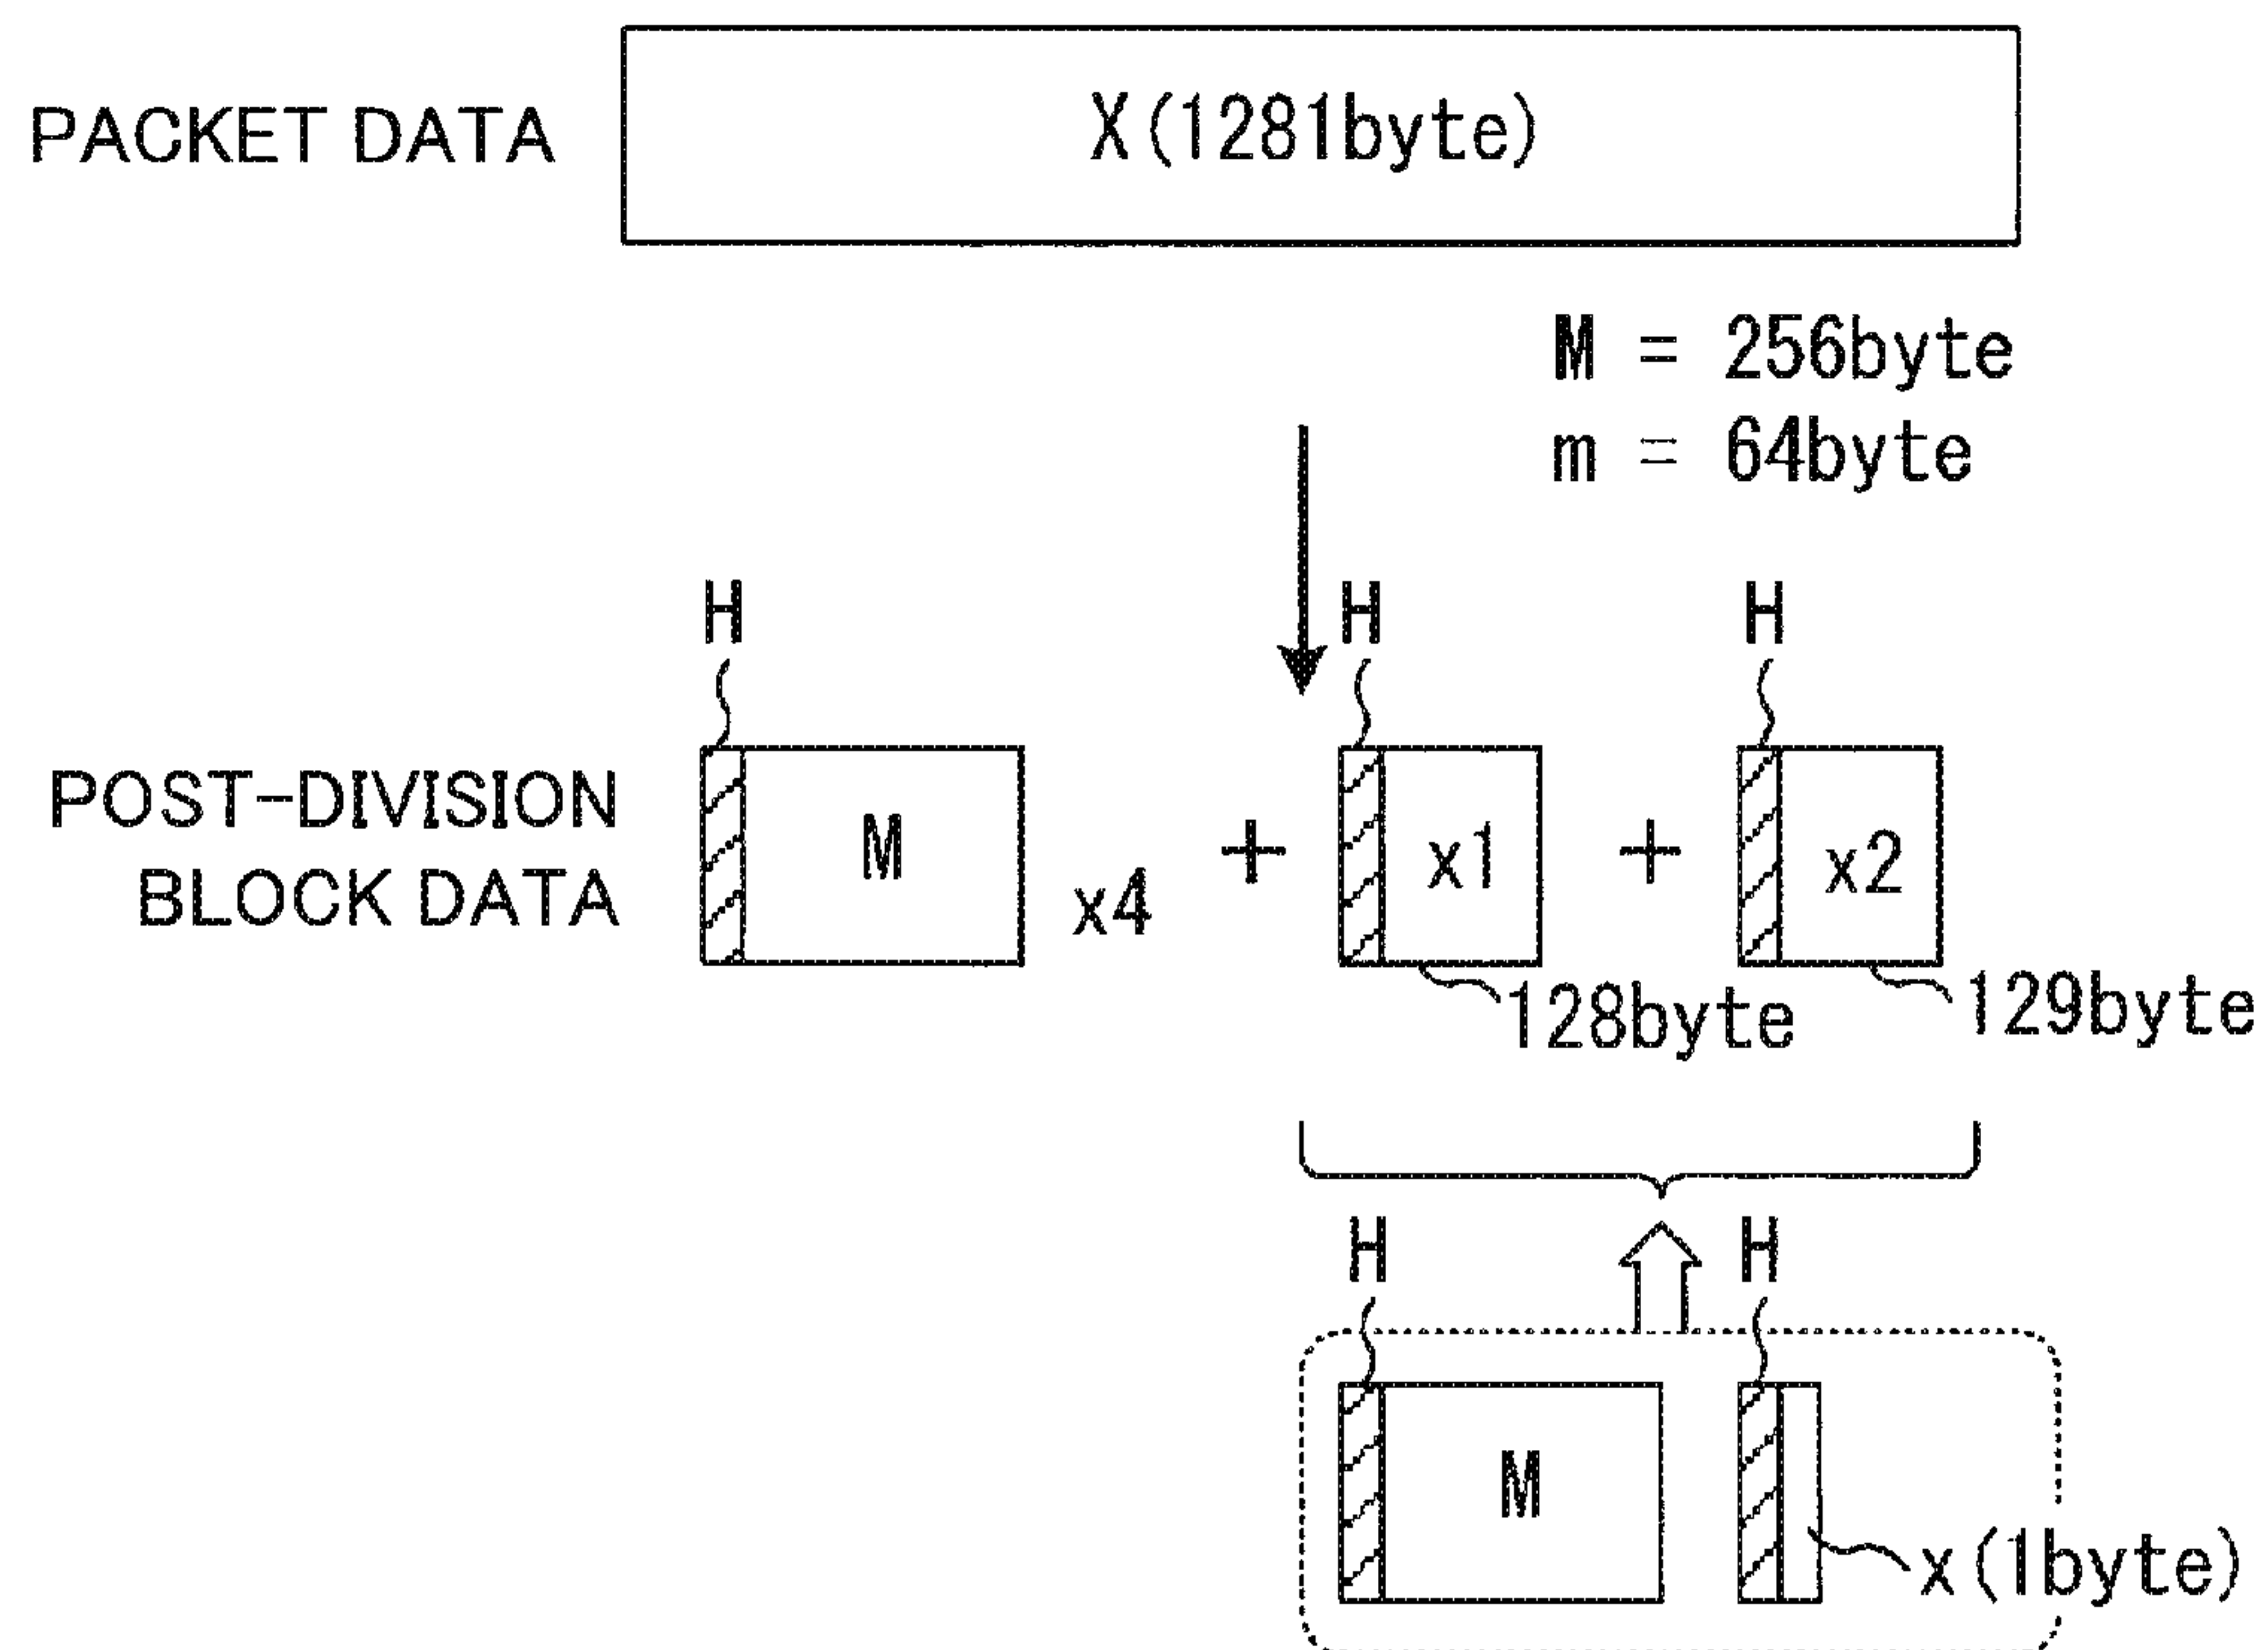 PACKET DATA
X(1281byte)
M = 256byte
m = 64byte
H
H
H
POST-DIVISION
BLOCK DATA
M
x4
+
x1
+
x2
128byte
129byte
H
H
M
x(1byte)